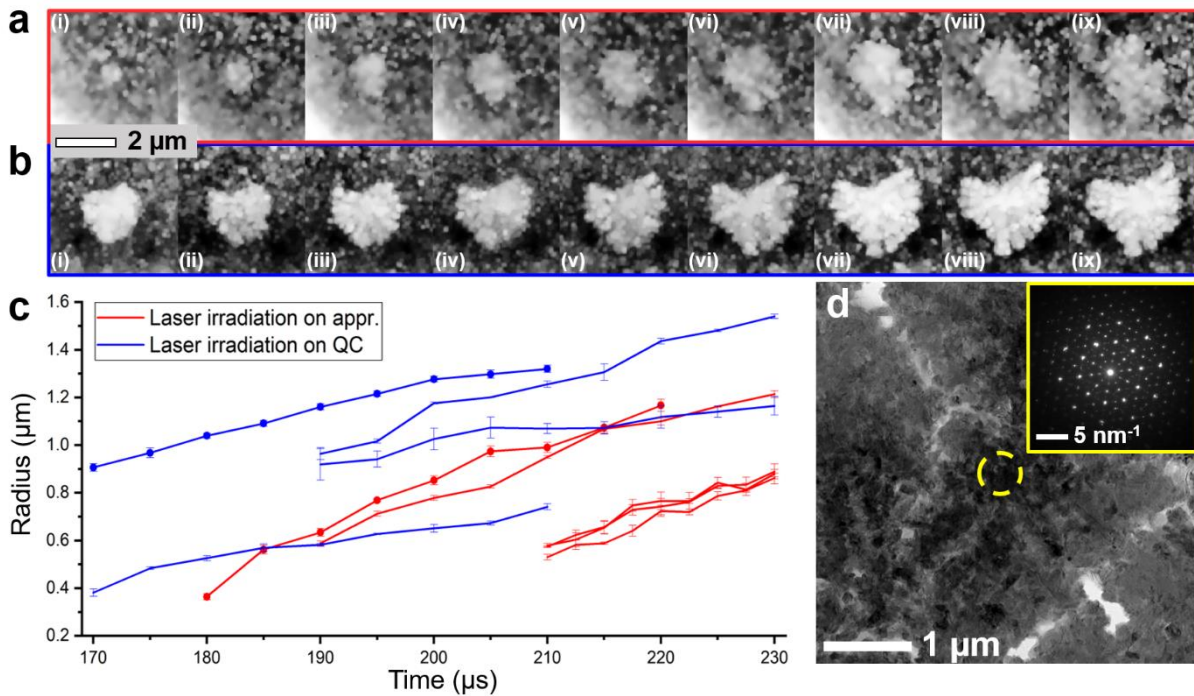 a
(i) (ii) (iii) (iv) (v) (vi) (vii) (viii) (ix)
2 µm
b
(i) (ii) (iii) (iv) (v) (vi) (vii) (viii) (ix)
c
Laser irradiation on appr.
Laser irradiation on QC
1.6
1.4
1.2
1.0
0.8
0.6
0.4
0.2
Radius (µm)
170 180 190 200 210 220 230
Time (µs)
d
5 nm-1
1 µm